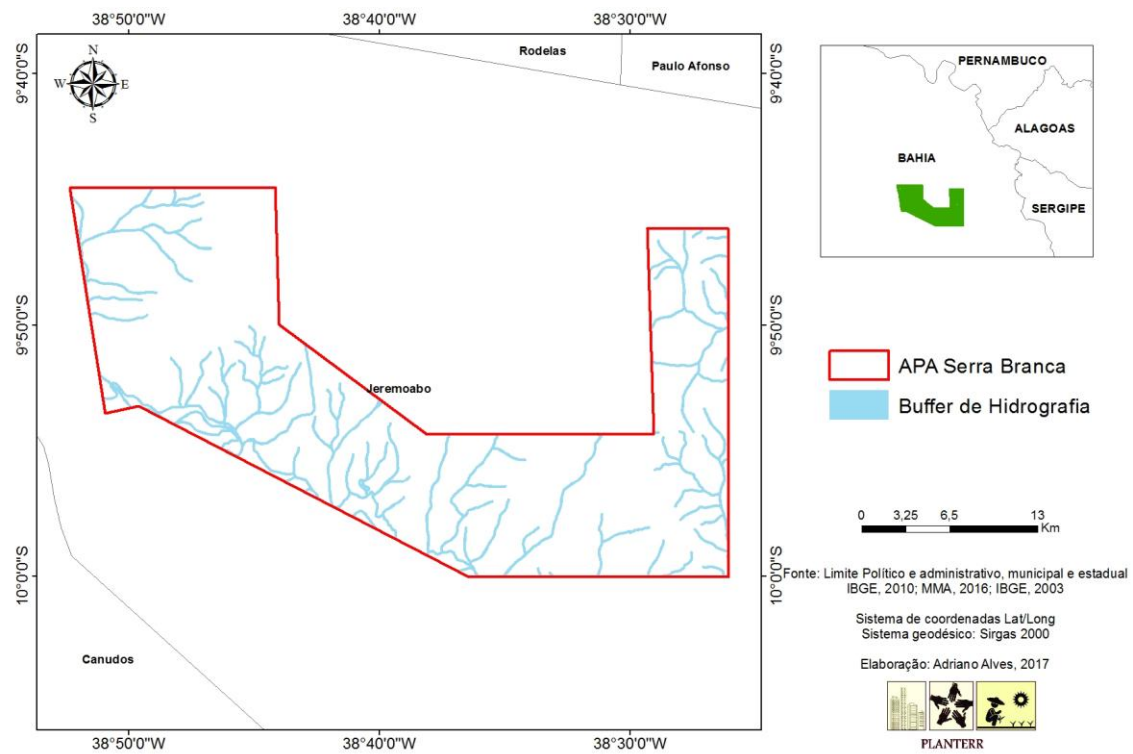 38°50'0"W
38°40'0"W
38°30'0"W
9°40'0"S
9°50'0"S
10°0'0"S
N
W
E
S
Rodelas
Paulo Afonso
Jeremoabo
Canudos
9°40'0"S
9°50'0"S
10°0'0"S
38°50'0"W
38°40'0"W
38°30'0"W
PERNAMBUCO
ALAGOAS
BAHIA
SERGIPE
APA Serra Branca
Buffer de Hidrografia
0 3,25 6,5 13
Km
Fonte: Limite Político e administrativo, municipal e estadual
IBGE, 2010; MMA, 2016; IBGE, 2003
Sistema de coordenadas Lat/Long
Sistema geodésico: Sirgas 2000
Elaboração: Adriano Alves, 2017
PLANTERR